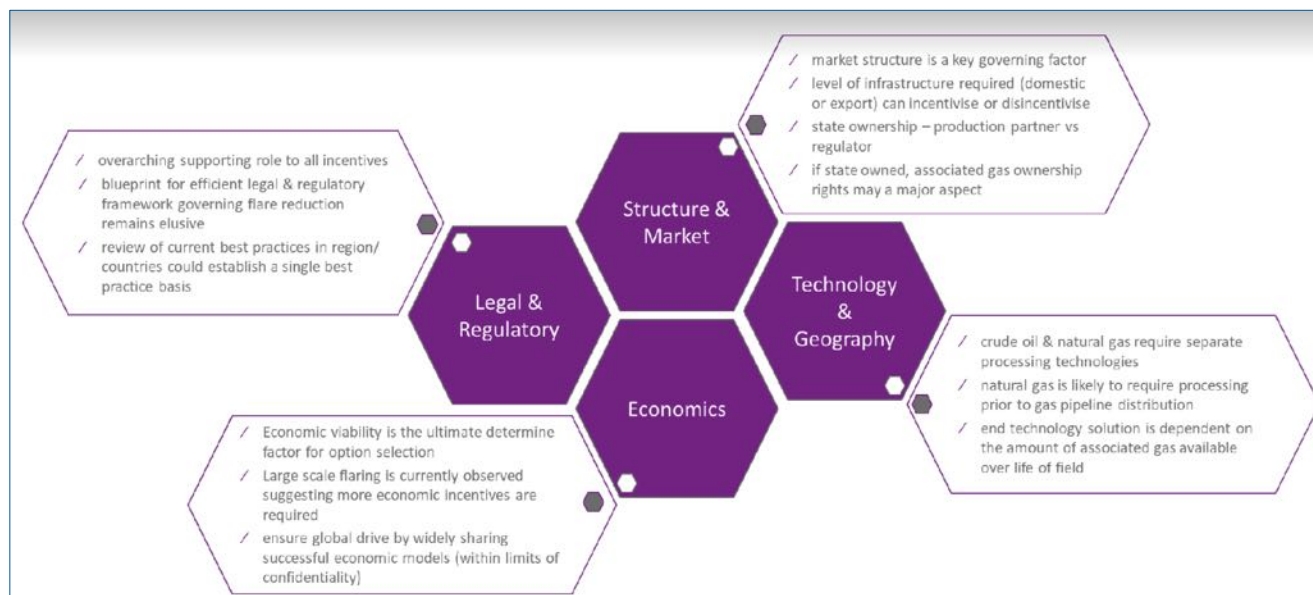 / market structure is a key governing factor
/ level of infrastructure required (domestic
or export) can incentivise or disincentivise
/ state ownership – production partner vs
regulator
/ if state owned, associated gas ownership
rights may a major aspect
/ overarching supporting role to all incentives
/ blueprint for efficient legal & regulatory
framework governing flare reduction
remains elusive
/ review of current best practices in region/
countries could establish a single best
practice basis
Structure &
Market
Legal &
Regulatory
Technology
&
Geography
Economics
/ crude oil & natural gas require separate
processing technologies
/ natural gas is likely to require processing
prior to gas pipeline distribution
/ end technology solution is dependent on
the amount of associated gas available
over life of field
/ Economic viability is the ultimate determine
factor for option selection
/ Large scale flaring is currently observed
suggesting more economic incentives are
required
/ ensure global drive by widely sharing
successful economic models (within limits of
confidentiality)